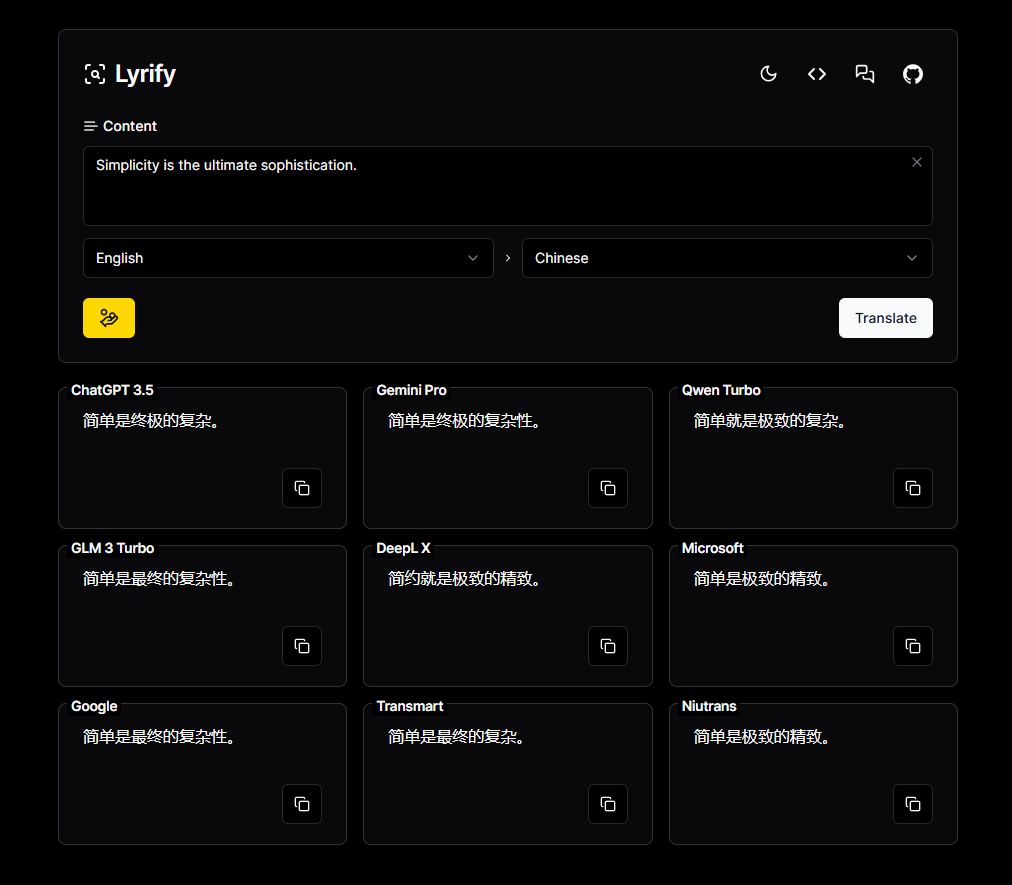 Lyrify
Content
Simplicity is the ultimate sophistication.
English
Chinese
Translate
ChatGPT 3.5
简单是终极的复杂。
Gemini Pro
简单是终极的复杂性。
Qwen Turbo
简单就是极致的复杂。
GLM 3 Turbo
简单是最终的复杂性。
DeepL X
简约就是极致的精致。
Microsoft
简单是极致的精致。
Google
简单是最终的复杂性。
Transmart
简单是最终的复杂。
Niutrans
简单是极致的精致。